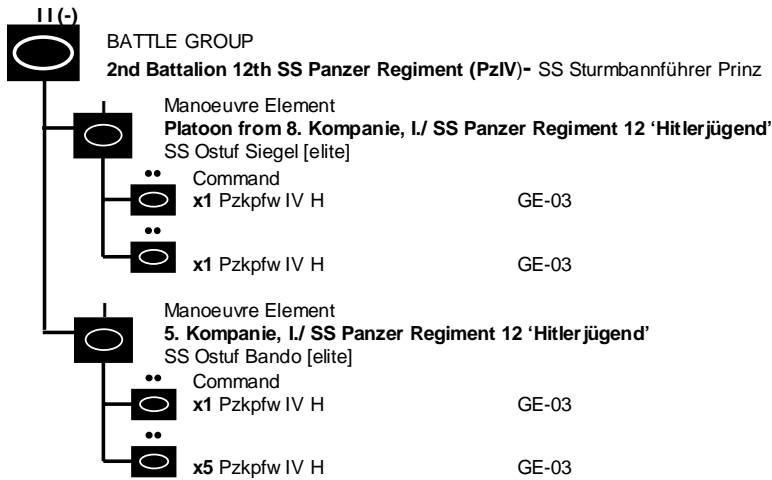 I I (-)
BATTLE GROUP
2nd Battalion 12th SS Panzer Regiment (PzIV)- SS Sturmbannführer Prinz
Manoeuvre Element
Platoon from 8. Kompanie, I./ SS Panzer Regiment 12 ‘Hitlerjügend’
SS Ostuf Siegel [elite]
Command
x1 Pzkpfw IV H GE-03
x1 Pzkpfw IV H GE-03
Manoeuvre Element
5. Kompanie, I./ SS Panzer Regiment 12 ‘Hitlerjügend’
SS Ostuf Bando [elite]
Command
x1 Pzkpfw IV H GE-03
x5 Pzkpfw IV H GE-03